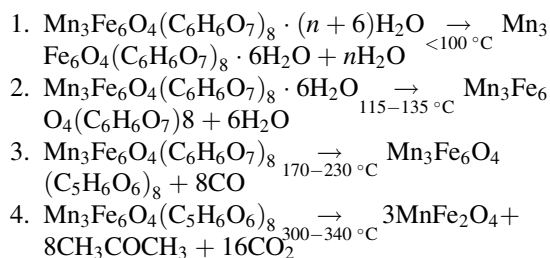 1. Mn₃Fe₆O₄(C₆H₆O₇)₈ · (n + 6)H₂O → <100 °C Mn₃
Fe₆O₄(C₆H₆O₇)₈ · 6H₂O + nH₂O
2. Mn₃Fe₆O₄(C₆H₆O₇)₈ · 6H₂O → 115−135 °C Mn₃Fe₆
O₄(C₆H₆O₇)8 + 6H₂O
3. Mn₃Fe₆O₄(C₆H₆O₇)₈ → 170−230 °C Mn₃Fe₆O₄
(C₅H₆O₆)₈ + 8CO
4. Mn₃Fe₆O₄(C₅H₆O₆)₈ → 300−340 °C 3MnFe₂O₄+
8CH₃COCH₃ + 16CO₂